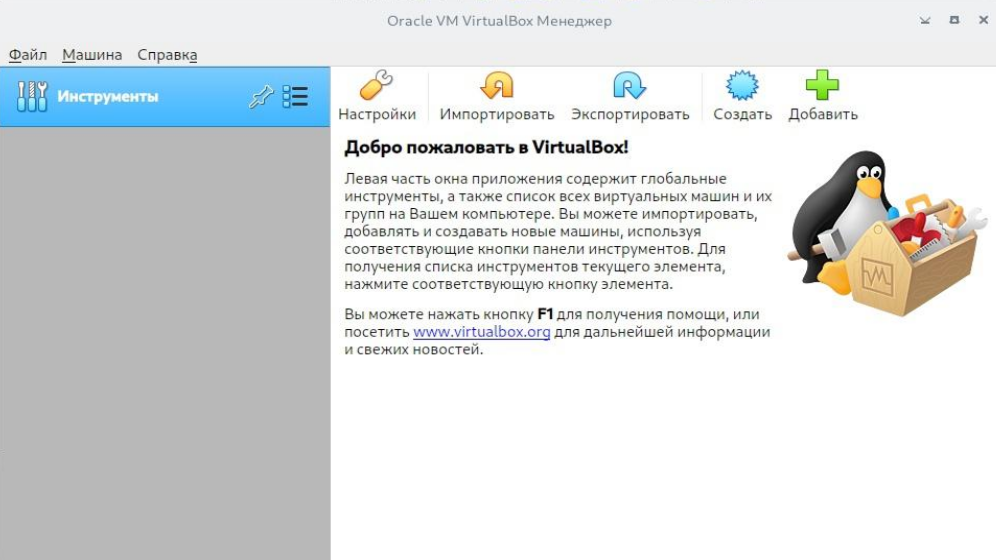 Oracle VM VirtualBox Менеджер
Файл Машина Справка
Инструменты
Настройки Импортировать Экспортировать Создать Добавить
Добро пожаловать в VirtualBox!
Левая часть окна приложения содержит глобальные
инструменты, а также список всех виртуальных машин и их
групп на Вашем компьютере. Вы можете импортировать,
добавлять и создавать новые машины, используя
соответствующие кнопки панели инструментов. Для
получения списка инструментов текущего элемента,
нажмите соответствующую кнопку элемента.
Вы можете нажать кнопку F1 для получения помощи, или
посетить www.virtualbox.org для дальнейшей информации
и свежих новостей.